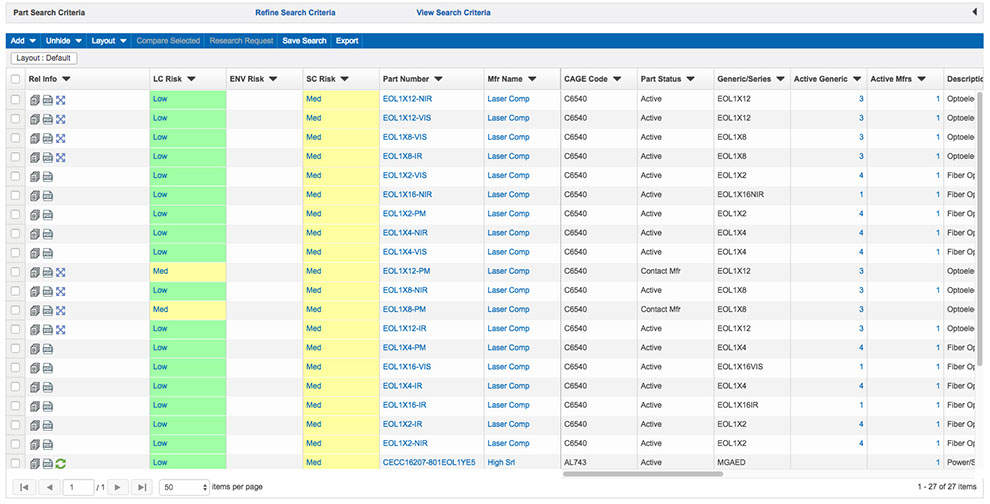 Part Search Criteria Refine Search Criteria View Search Criteria
Add Unhide Layout Compare Selected Research Request Save Search Export
Layout : Default
Rel Info LC Risk ENV Risk SC Risk Part Number Mfr Name CAGE Code Part Status Generic/Series Active Generic Active Mfrs Descriptio
Low Med EOL1X12-NIR Laser Comp C6540 Active EOL1X12 3 1 Optoele
Low Med EOL1X12-VIS Laser Comp C6540 Active EOL1X12 3 1 Optoele
Low Med EOL1X8-VIS Laser Comp C6540 Active EOL1X8 3 1 Optoele
Low Med EOL1X8-IR Laser Comp C6540 Active EOL1X8 3 1 Optoele
Low Med EOL1X2-VIS Laser Comp C6540 Active EOL1X2 4 1 Fiber Op
Low Med EOL1X16-NIR Laser Comp C6540 Active EOL1X16NIR 1 1 Fiber Op
Low Med EOL1X2-PM Laser Comp C6540 Active EOL1X2 4 1 Fiber Op
Low Med EOL1X4-NIR Laser Comp C6540 Active EOL1X4 4 1 Fiber Op
Low Med EOL1X4-VIS Laser Comp C6540 Active EOL1X4 4 1 Fiber Op
Med Med EOL1X12-PM Laser Comp C6540 Contact Mfr EOL1X12 3 Optoele
Low Med EOL1X8-NIR Laser Comp C6540 Active EOL1X8 3 1 Optoele
Med Med EOL1X8-PM Laser Comp C6540 Contact Mfr EOL1X8 3 Optoele
Low Med EOL1X12-IR Laser Comp C6540 Active EOL1X12 3 1 Optoele
Low Med EOL1X4-PM Laser Comp C6540 Active EOL1X4 4 1 Fiber Op
Low Med EOL1X16-VIS Laser Comp C6540 Active EOL1X16VIS 1 1 Fiber Op
Low Med EOL1X4-IR Laser Comp C6540 Active EOL1X4 4 1 Fiber Op
Low Med EOL1X16-IR Laser Comp C6540 Active EOL1X16IR 1 1 Fiber Op
Low Med EOL1X2-IR Laser Comp C6540 Active EOL1X2 4 1 Fiber Op
Low Med EOL1X2-NIR Laser Comp C6540 Active EOL1X2 4 1 Fiber Op
Low Med CECC16207-801EOL1YE5 High Srl AL743 Active MGAED 1 Power/S
1 / 1 50 items per page 1 - 27 of 27 items